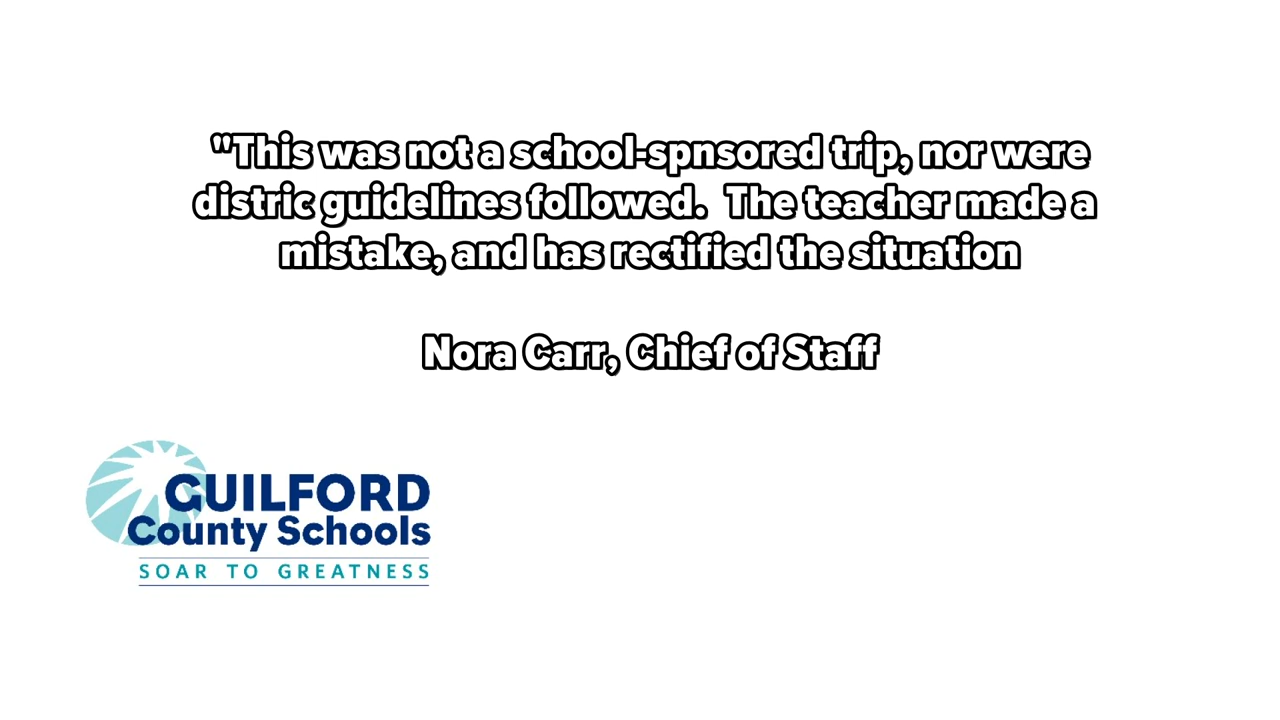 "This was not a school-spnsored trip, nor were
distric guidelines followed.  The teacher made a
mistake, and has rectified the situation
Nora Carr, Chief of Staff
GUILFORD
County Schools
SOAR TO GREATNESS